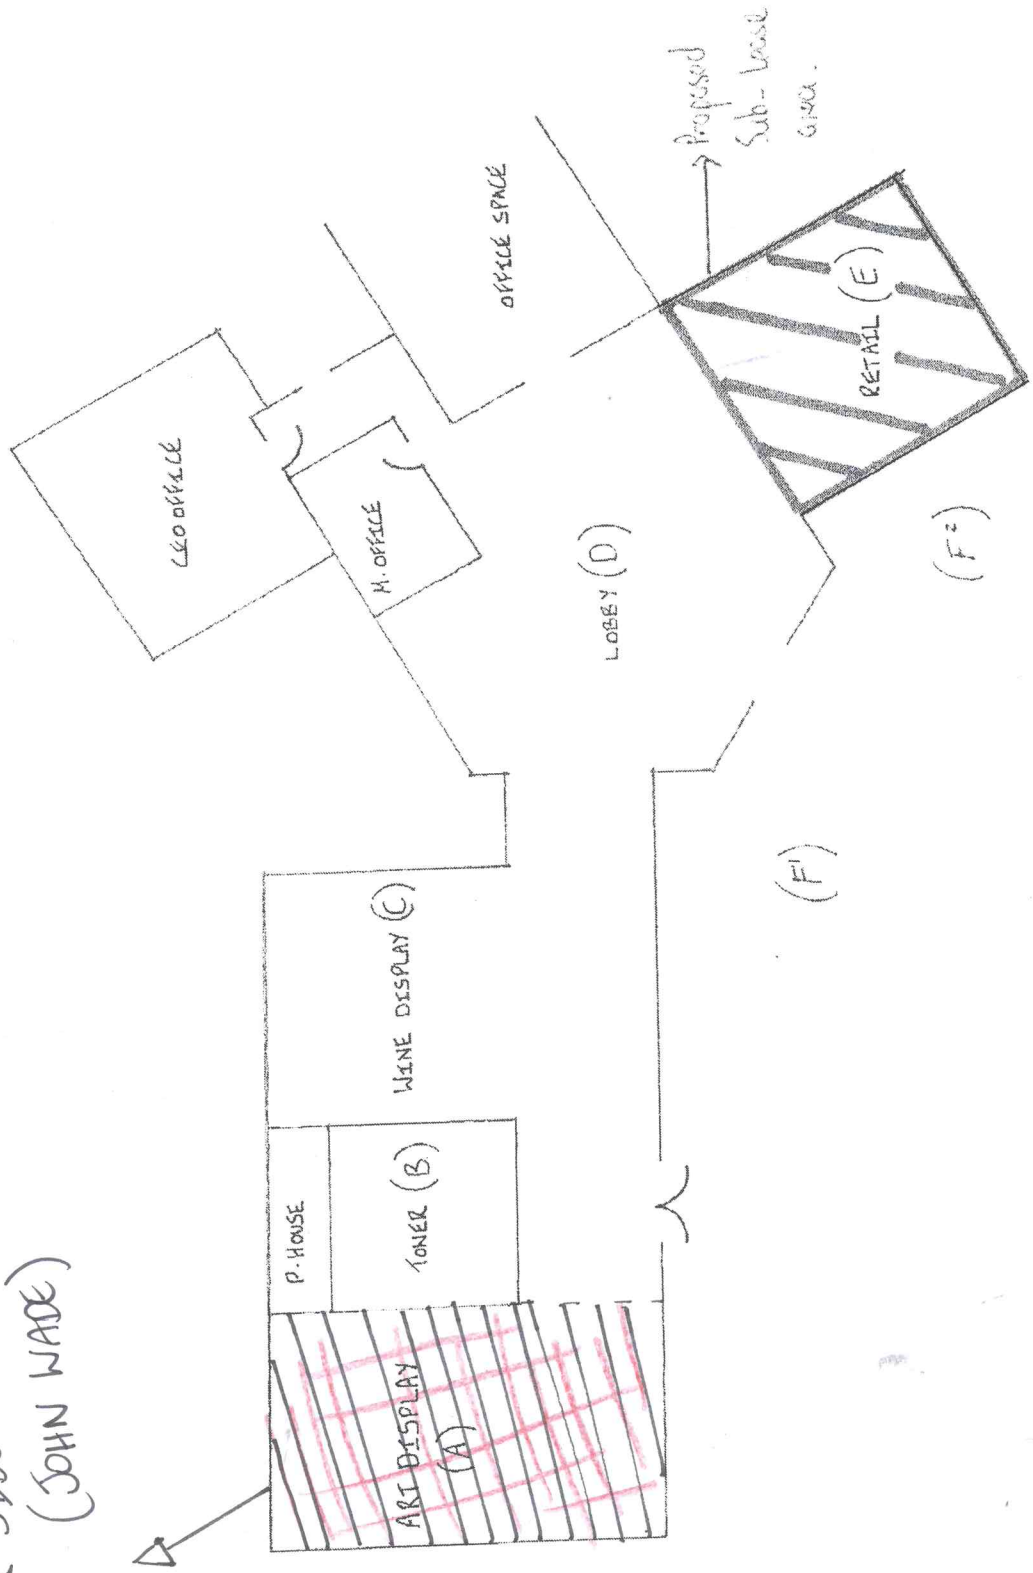 (JOHN WADE)
ART DISPLAY
(A)
P.HOUSE
TONER (B)
WINE DISPLAY (C)
LOBBY (D)
M. OFFICE
CEO OFFICE
OFFICE SPACE
RETAIL (E)
Proposed
Sub-Lease
area.
(F¹)
(F²)